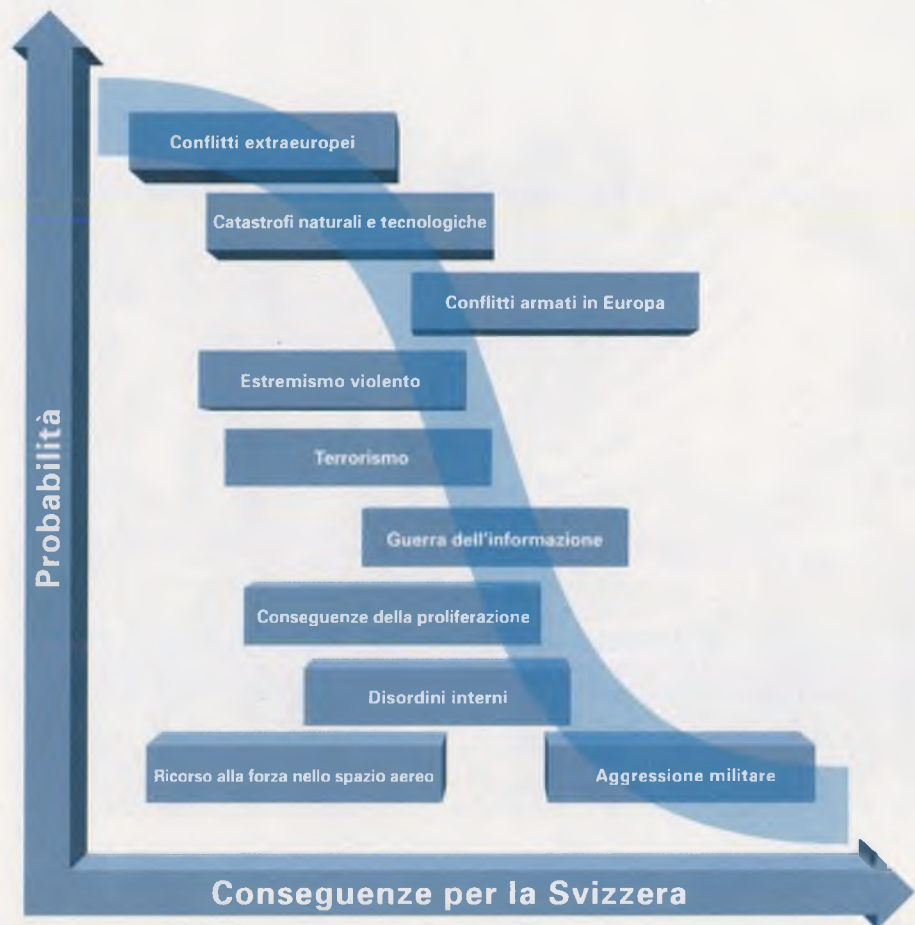 Conflitti extraeuropei
Catastrofi naturali e tecnologiche
Conflitti armati in Europa
Estremismo violento
Terrorismo
Guerra dell'informazione
Conseguenze della proliferazione
Disordini interni
Ricorso alla forza nello spazio aereo
Aggressione militare
Probabilità
Conseguenze per la Svizzera